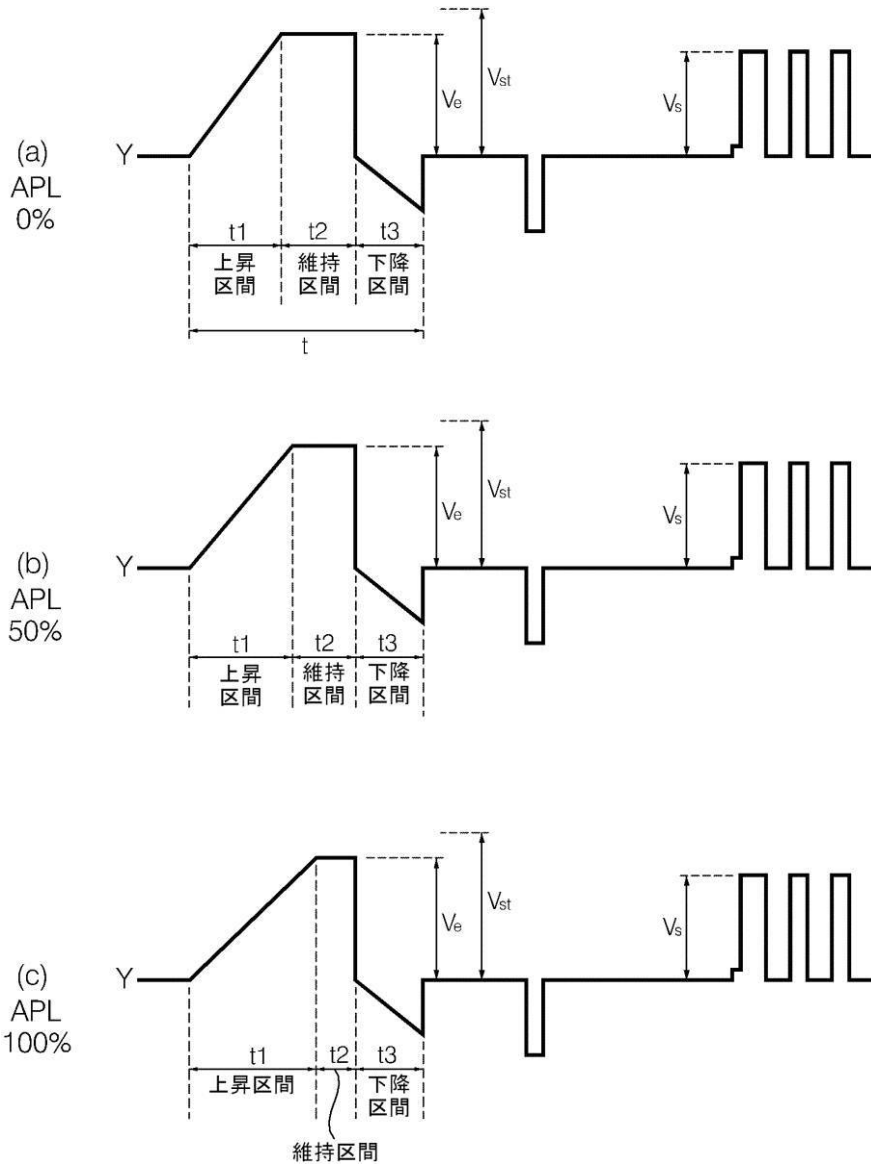 (a)
APL
0%
Y
Ve
Vst
Vs
t1 t2 t3
上昇 維持 下降
区間 区間 区間
t
(b)
APL
50%
Y
Ve
Vst
Vs
t1 t2 t3
上昇 維持 下降
区間 区間 区間
(c)
APL
100%
Y
Ve
Vst
Vs
t1 t2 t3
上昇区間 下降
区間
維持区間